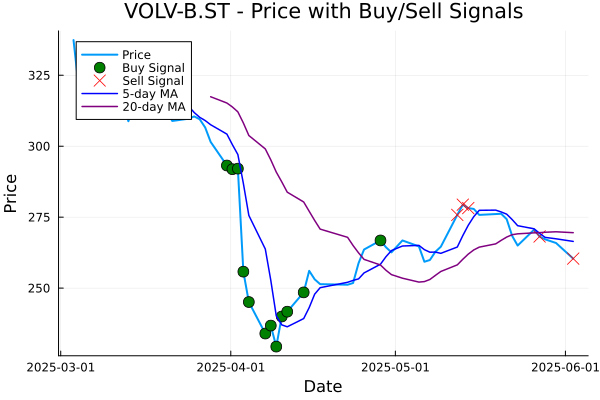 VOLV-B.ST - Price with Buy/Sell Signals
Price
Buy Signal
Sell Signal
5-day MA
20-day MA
325
300
275
250
Price
2025-03-01
2025-04-01
2025-05-01
2025-06-01
Date